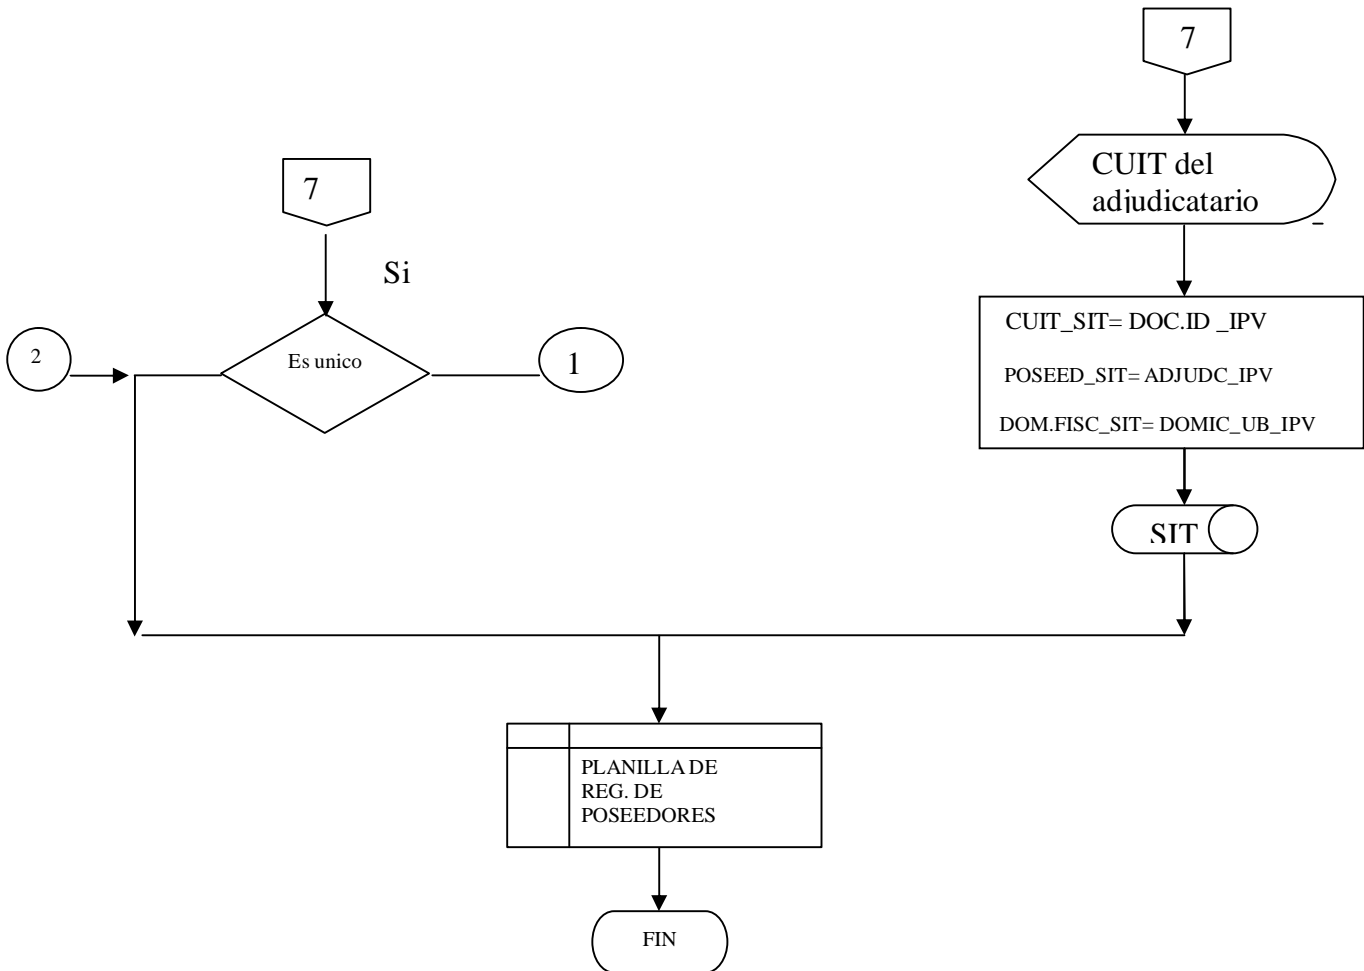 7
CUIT del
adjudicatario
7
Si
2
Es unico
1
CUIT_SIT= DOC.ID _IPV
POSEED_SIT= ADJUDC_IPV
DOM.FISC_SIT= DOMIC_UB_IPV
SIT
PLANILLA DE
REG. DE
POSEEDORES
FIN